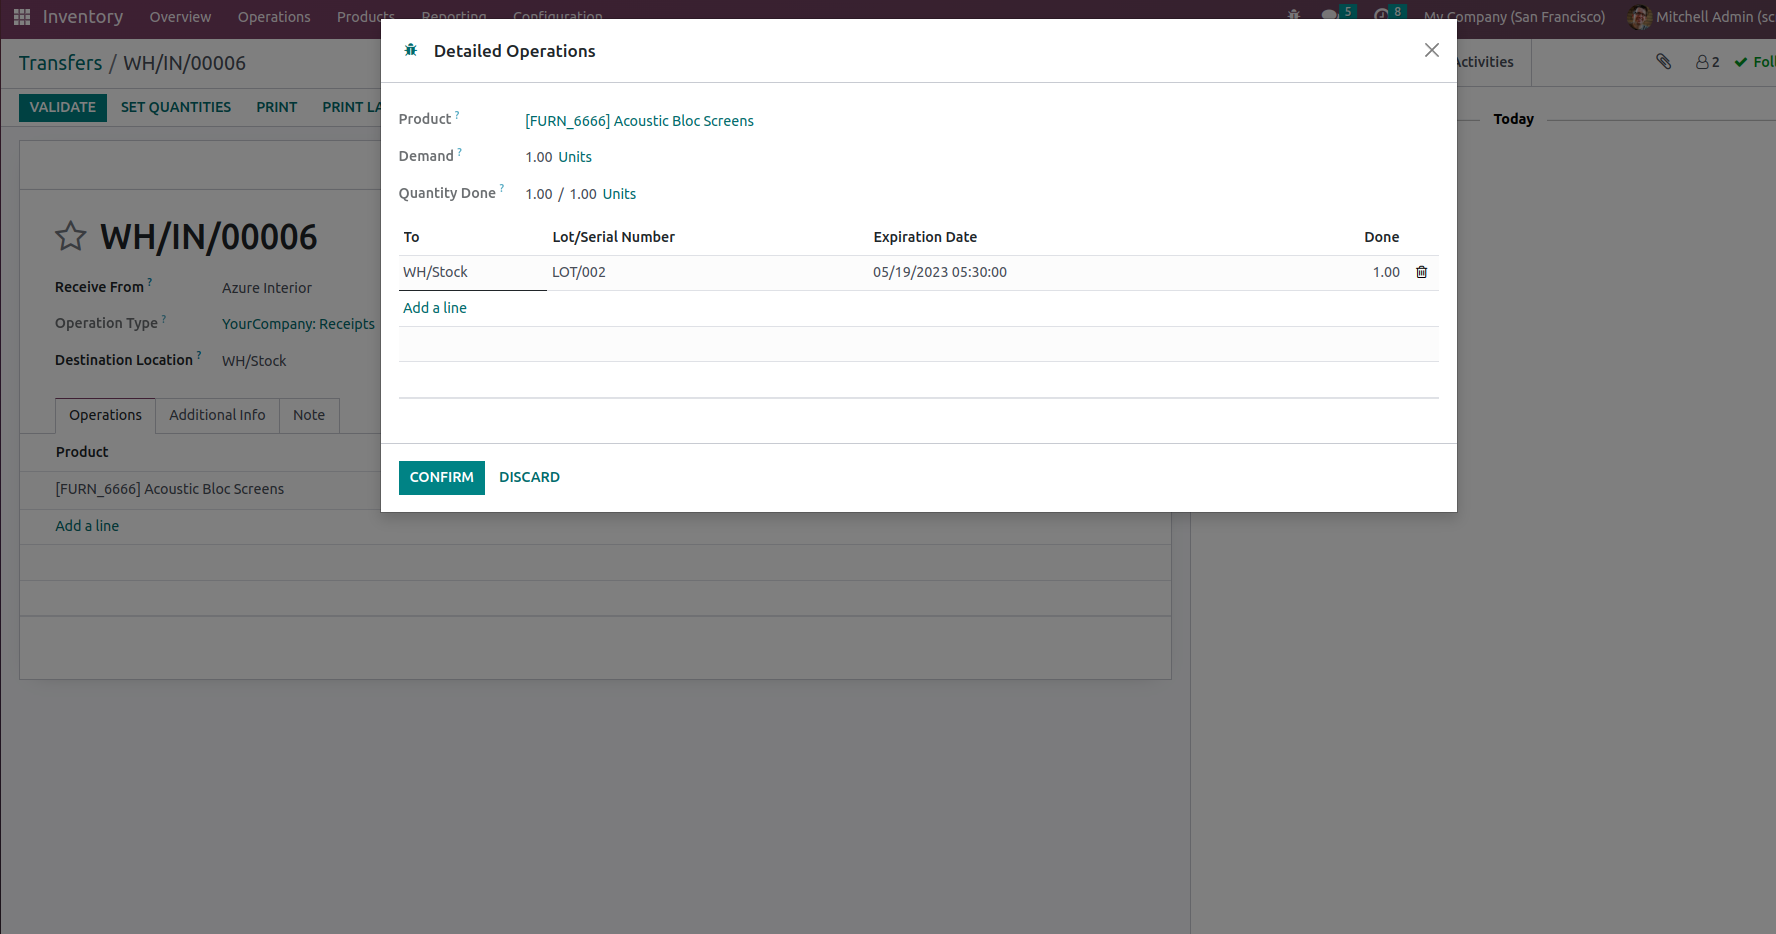 Inventory Overview Operations Products Reporting Configuration 5 8 My Company (San Francisco) Mitchell Admin (sc
Transfers / WH/IN/00006
Activities 2 Foll
VALIDATE SET QUANTITIES PRINT PRINT LA
Today
WH/IN/00006
Receive From ? Azure Interior
Operation Type ? YourCompany: Receipts
Destination Location ? WH/Stock
Operations Additional Info Note
Product
[FURN_6666] Acoustic Bloc Screens
Add a line
Detailed Operations
Product ? [FURN_6666] Acoustic Bloc Screens
Demand ? 1.00 Units
Quantity Done ? 1.00 / 1.00 Units
To Lot/Serial Number Expiration Date Done
WH/Stock LOT/002 05/19/2023 05:30:00 1.00
Add a line
CONFIRM DISCARD